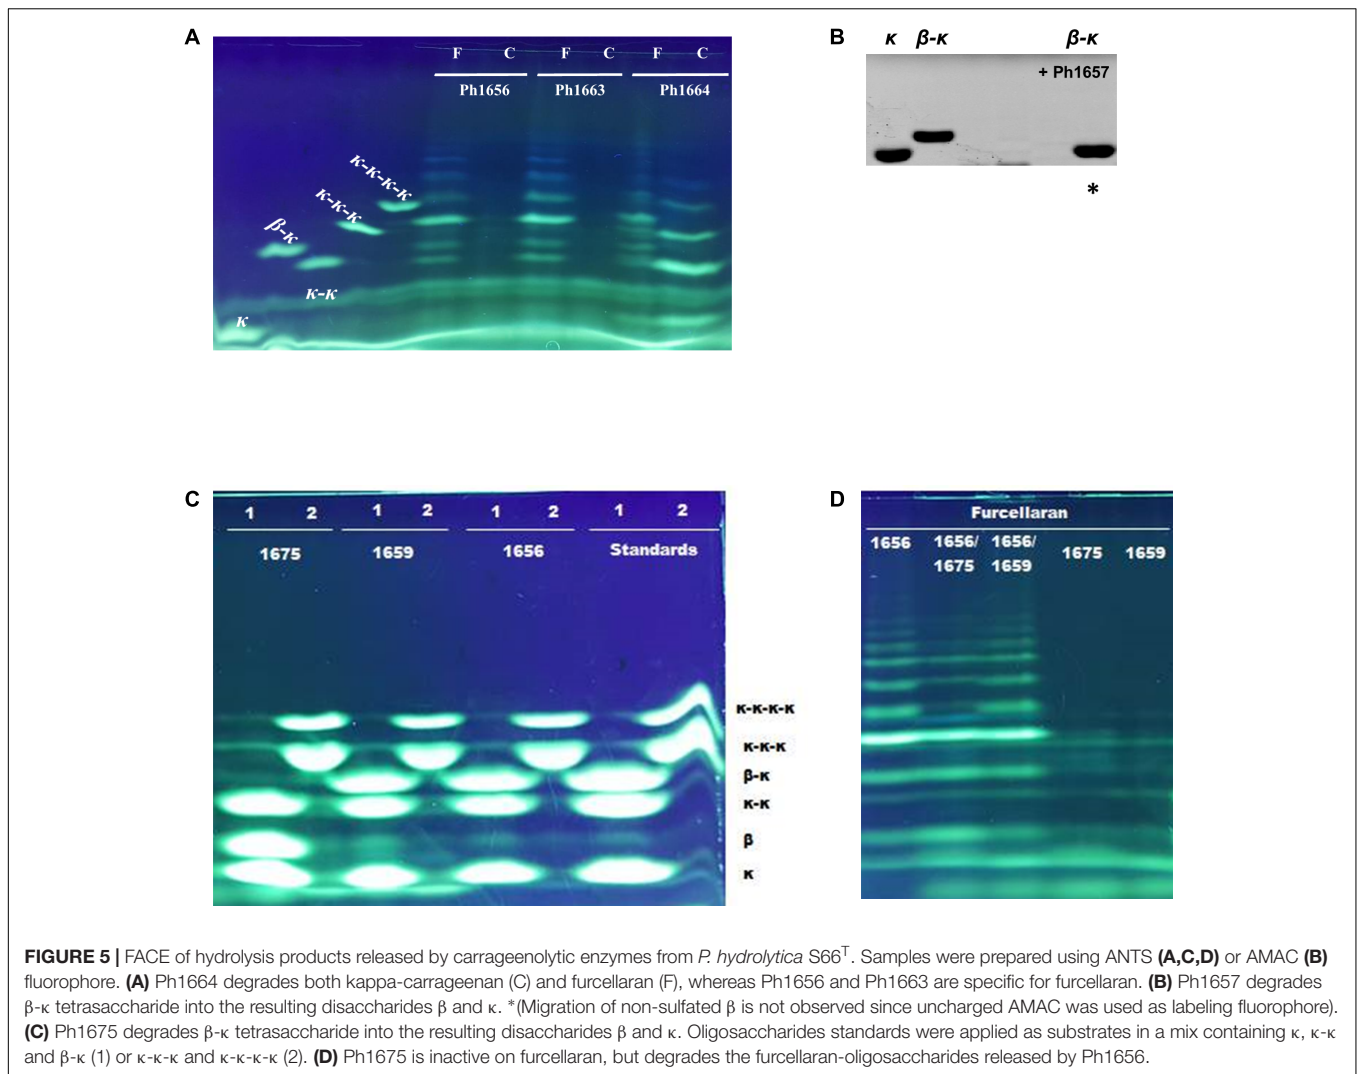 A
F C F C F C
Ph1656 Ph1663 Ph1664
κ-κ-κ-κ
κ-κ-κ
β-κ
κ-κ
κ
B
κ β-κ β-κ
+ Ph1657
*
C
1 2 1 2 1 2 1 2
1675 1659 1656 Standards
κ-κ-κ-κ
κ-κ-κ
β-κ
κ-κ
β
κ
D
Furcellaran
1656 1656/ 1656/ 1675 1659
1675 1659
FIGURE 5 | FACE of hydrolysis products released by carrageenolytic enzymes from P. hydrolytica S66ᵀ. Samples were prepared using ANTS (A,C,D) or AMAC (B)
fluorophore. (A) Ph1664 degrades both kappa-carrageenan (C) and furcellaran (F), whereas Ph1656 and Ph1663 are specific for furcellaran. (B) Ph1657 degrades
β-κ tetrasaccharide into the resulting disaccharides β and κ. *(Migration of non-sulfated β is not observed since uncharged AMAC was used as labeling fluorophore).
(C) Ph1675 degrades β-κ tetrasaccharide into the resulting disaccharides β and κ. Oligosaccharides standards were applied as substrates in a mix containing κ, κ-κ
and β-κ (1) or κ-κ-κ and κ-κ-κ-κ (2). (D) Ph1675 is inactive on furcellaran, but degrades the furcellaran-oligosaccharides released by Ph1656.